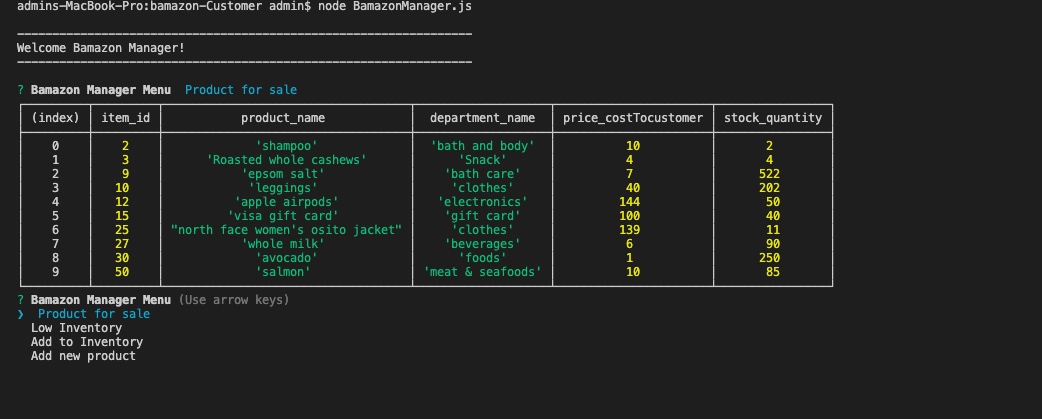 admins-MacBook-Pro:bamazon-Customer admin$ node BamazonManager.js
-----------------------------------------------------------------
Welcome Bamazon Manager!
-----------------------------------------------------------------
? Bamazon Manager Menu  Product for sale
(index) item_id product_name department_name price_costTocustomer stock_quantity
0 2 'shampoo' 'bath and body' 10 2
1 3 'Roasted whole cashews' 'Snack' 4 4
2 9 'epsom salt' 'bath care' 7 522
3 10 'leggings' 'clothes' 40 202
4 12 'apple airpods' 'electronics' 144 50
5 15 'visa gift card' 'gift card' 100 40
6 25 "north face women's osito jacket" 'clothes' 139 11
7 27 'whole milk' 'beverages' 6 90
8 30 'avocado' 'foods' 1 250
9 50 'salmon' 'meat & seafoods' 10 85
? Bamazon Manager Menu (Use arrow keys)
❯  Product for sale
Low Inventory
Add to Inventory
Add new product